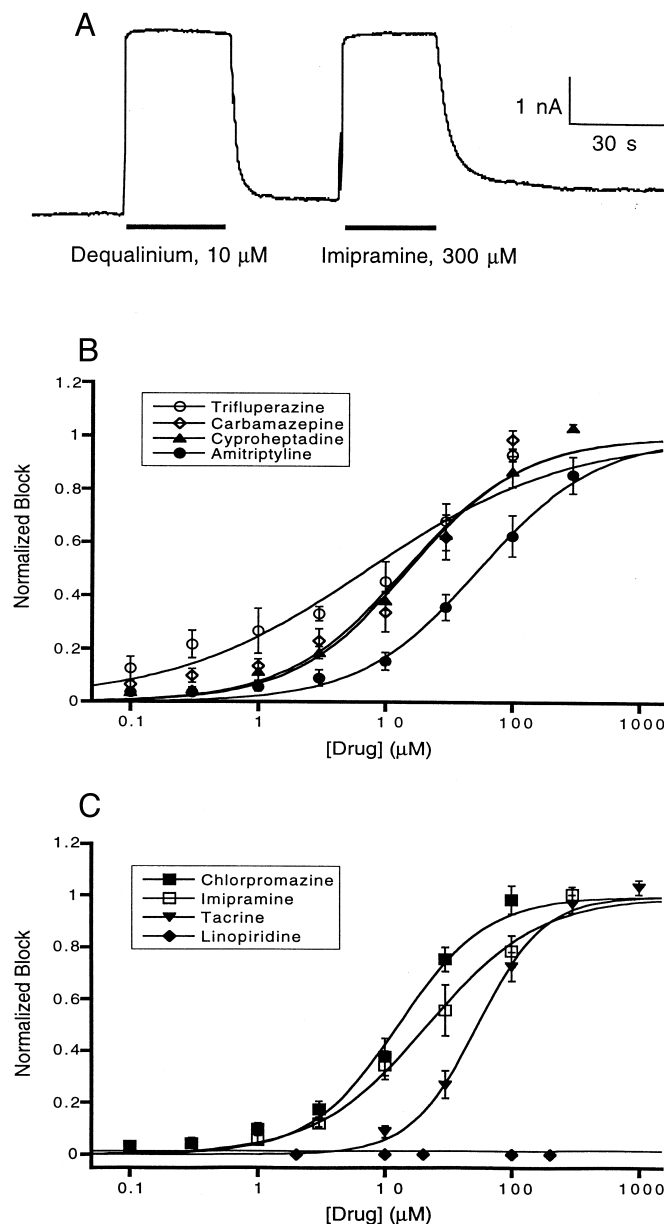 A
1 nA
30 s
Dequalinium, 10 µM
Imipramine, 300 µM
B
1.2
1
0.8
0.6
0.4
0.2
0
Normalized Block
Trifluperazine
Carbamazepine
Cyproheptadine
Amitriptyline
0.1
1
10
100
1000
[Drug] (µM)
C
1.2
1
0.8
0.6
0.4
0.2
0
Normalized Block
Chlorpromazine
Imipramine
Tacrine
Linopiridine
0.1
1
10
100
1000
[Drug] (µM)